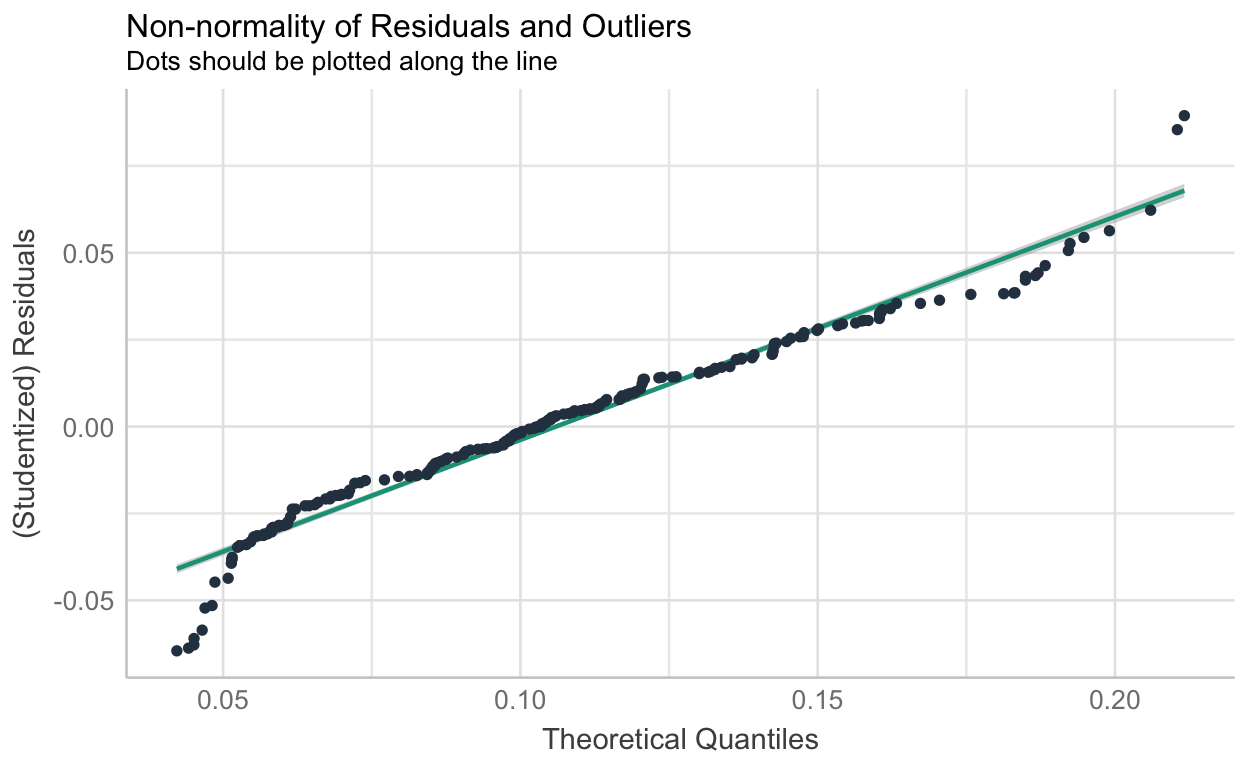 Non-normality of Residuals and Outliers
Dots should be plotted along the line
(Studentized) Residuals
0.05
0.00
-0.05
0.05 0.10 0.15 0.20
Theoretical Quantiles